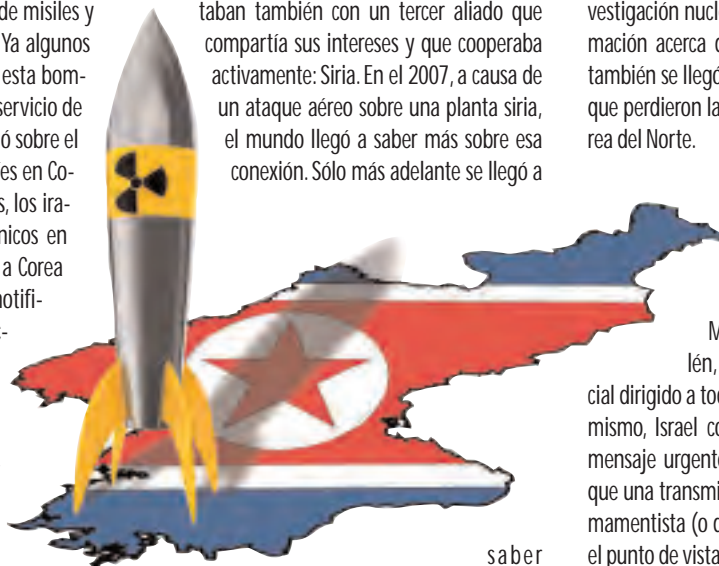 de misiles y
Ya algunos
esta bom-
servicio de
ó sobre el
es en Co-
s, los ira-
nicos en
a Corea
notifi-
taban también con un tercer aliado que
compartía sus intereses y que cooperaba
activamente: Siria. En el 2007, a causa de
un ataque aéreo sobre una planta siria,
el mundo llegó a saber más sobre esa
conexión. Sólo más adelante se llegó a
saber
vestigación nucl
mación acerca
también se llegó
que perdieron la
rea del Norte.
M
lén,
cial dirigido a to
mismo, Israel co
mensaje urgent
que una transmi
mamentista (o
el punto de vista